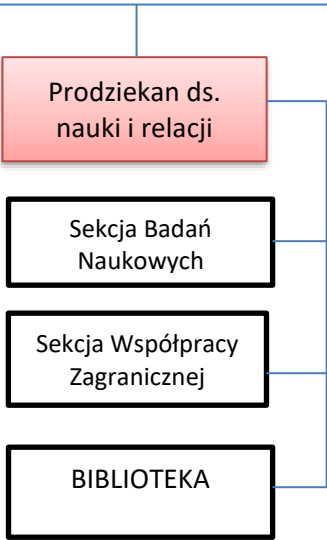 Prodziekan ds.
nauki i relacji
Sekcja Badań
Naukowych
Sekcja Współpracy
Zagranicznej
BIBLIOTEKA